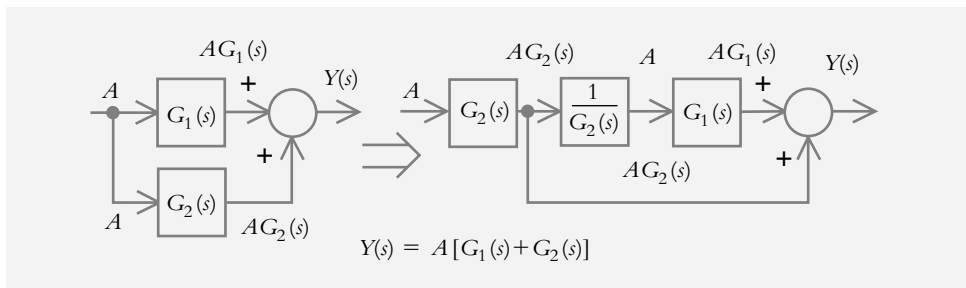 AG₁(s)
A
G₁(s)
+
Y(s)
+
A
G₂(s)
AG₂(s)
AG₂(s)
A
AG₁(s)
Y(s)
A
G₂(s)
1
G₂(s)
G₁(s)
+
+
AG₂(s)
Y(s) = A[G₁(s)+G₂(s)]